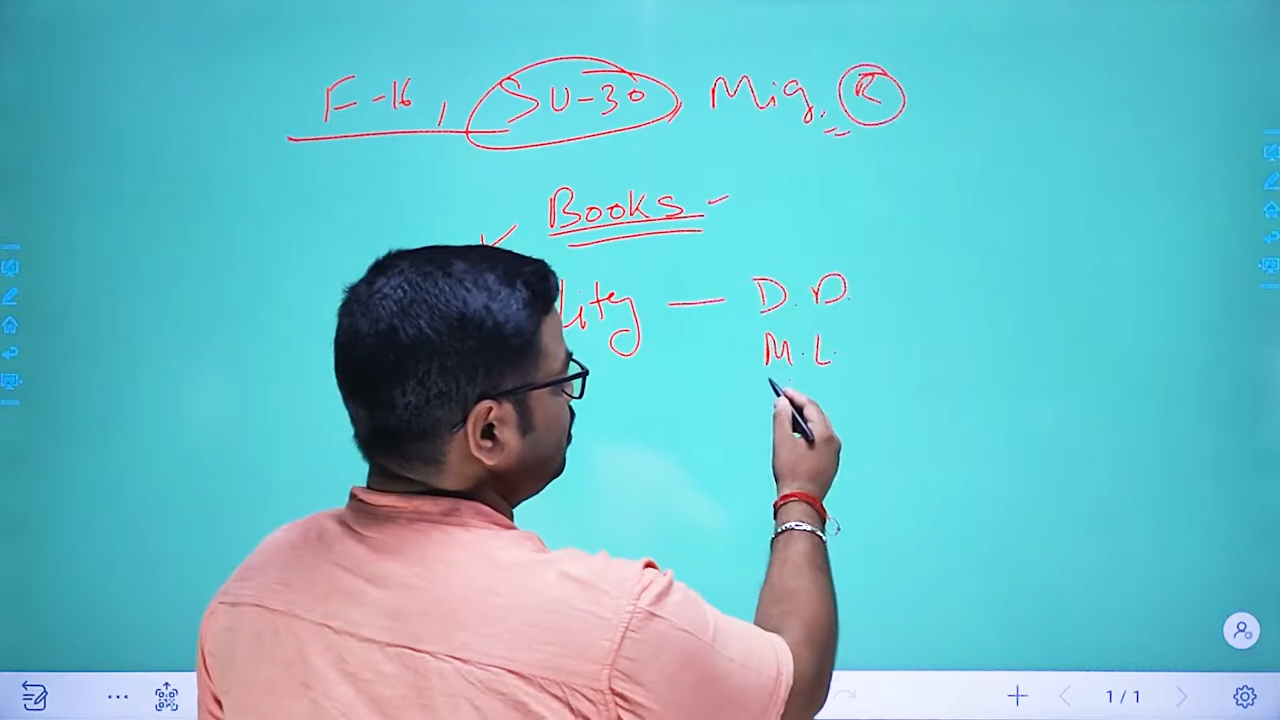 F-16, SU-30, Mig. R
Books -
lity — D.D.
M.L.
1/1